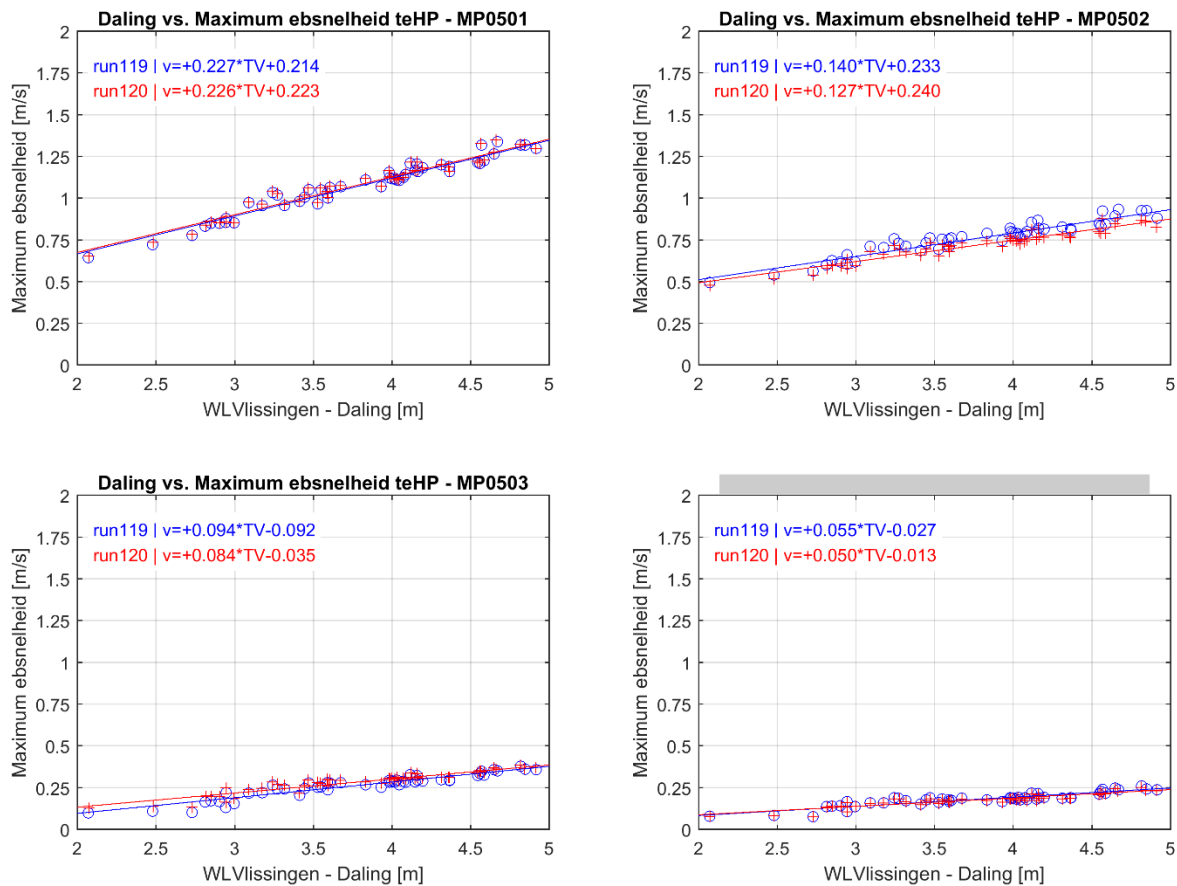 Daling vs. Maximum ebsnelheid teHP - MP0501
2
1.75
1.5
1.25
1
0.75
0.5
0.25
0
Maximum ebsnelheid [m/s]
run119 | v=+0.227*TV+0.214
run120 | v=+0.226*TV+0.223
2 2.5 3 3.5 4 4.5 5
WLVlissingen - Daling [m]
Daling vs. Maximum ebsnelheid teHP - MP0502
2
1.75
1.5
1.25
1
0.75
0.5
0.25
0
Maximum ebsnelheid [m/s]
run119 | v=+0.140*TV+0.233
run120 | v=+0.127*TV+0.240
2 2.5 3 3.5 4 4.5 5
WLVlissingen - Daling [m]
Daling vs. Maximum ebsnelheid teHP - MP0503
2
1.75
1.5
1.25
1
0.75
0.5
0.25
0
Maximum ebsnelheid [m/s]
run119 | v=+0.094*TV-0.092
run120 | v=+0.084*TV-0.035
2 2.5 3 3.5 4 4.5 5
WLVlissingen - Daling [m]
2
1.75
1.5
1.25
1
0.75
0.5
0.25
0
Maximum ebsnelheid [m/s]
run119 | v=+0.055*TV-0.027
run120 | v=+0.050*TV-0.013
2 2.5 3 3.5 4 4.5 5
WLVlissingen - Daling [m]